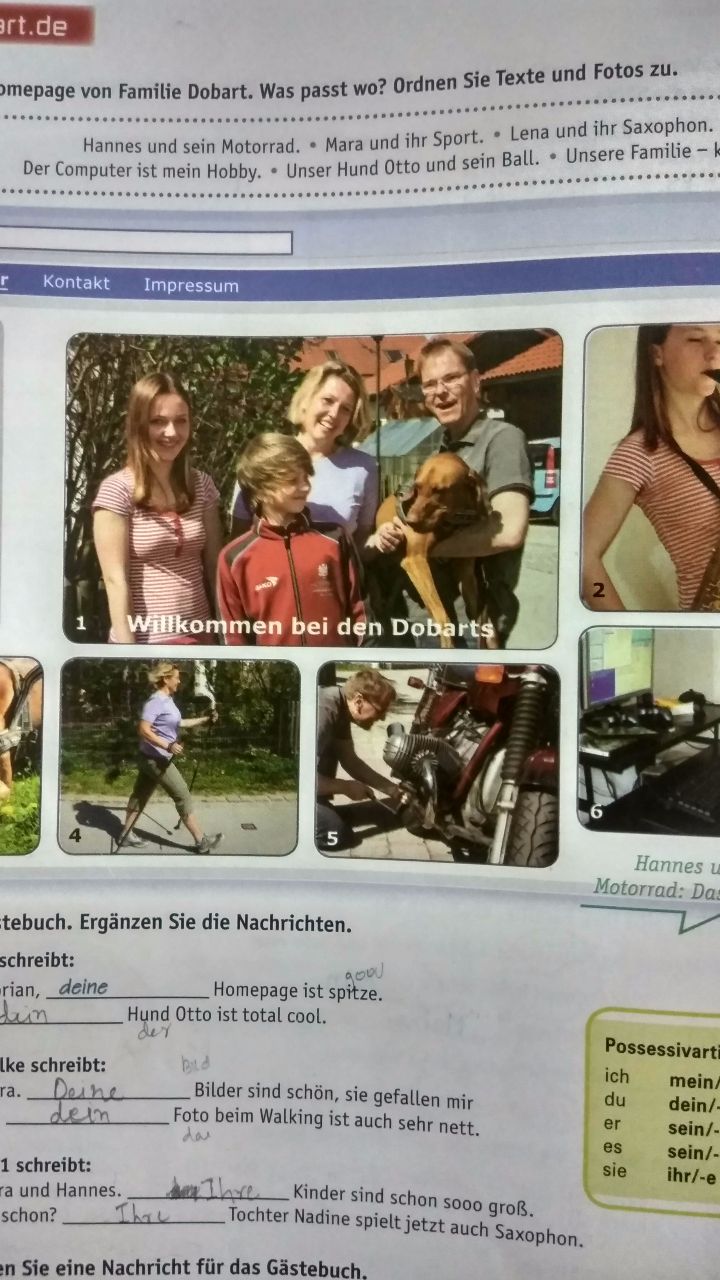 art.de
omepage von Familie Dobart. Was passt wo? Ordnen Sie Texte und Fotos zu.
Hannes und sein Motorrad. • Mara und ihr Sport. • Lena und ihr Saxophon.
Der Computer ist mein Hobby. • Unser Hund Otto und sein Ball. • Unsere Familie – k
r Kontakt Impressum
1 Willkommen bei den Dobarts
2
4
5
6
Hannes u
Motorrad: Das
stebuch. Ergänzen Sie die Nachrichten.
schreibt:
good
rian, deine Homepage ist spitze.
dein Hund Otto ist total cool.
der
lke schreibt:
Bild
ra. Deine Bilder sind schön, sie gefallen mir
dein Foto beim Walking ist auch sehr nett.
das
1 schreibt:
ra und Hannes. Ihre Kinder sind schon sooo groß.
schon? Ihre Tochter Nadine spielt jetzt auch Saxophon.
en Sie eine Nachricht für das Gästebuch.
Possessivarti
ich mein/
du dein/-
er sein/-
es sein/-
sie ihr/-e